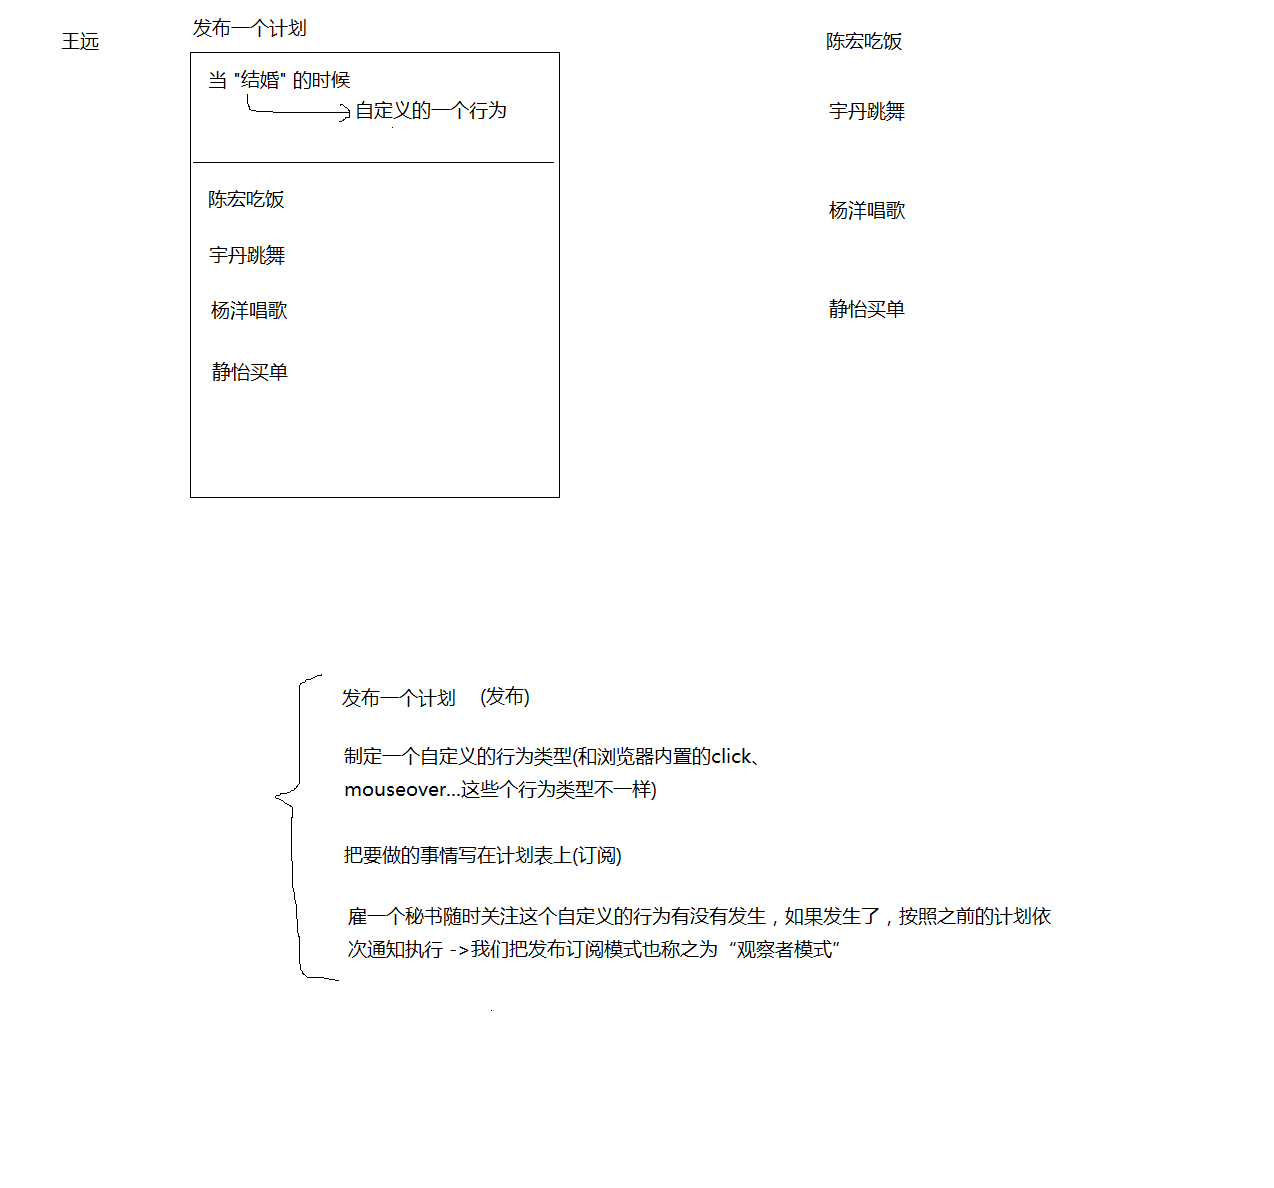 王远
发布一个计划
当 "结婚" 的时候
自定义的一个行为
陈宏吃饭
宇丹跳舞
杨洋唱歌
静怡买单
陈宏吃饭
宇丹跳舞
杨洋唱歌
静怡买单
发布一个计划 (发布)
制定一个自定义的行为类型(和浏览器内置的click、
mouseover...这些个行为类型不一样)
把要做的事情写在计划表上(订阅)
雇一个秘书随时关注这个自定义的行为有没有发生，如果发生了，按照之前的计划依
次通知执行 ->我们把发布订阅模式也称之为“观察者模式”